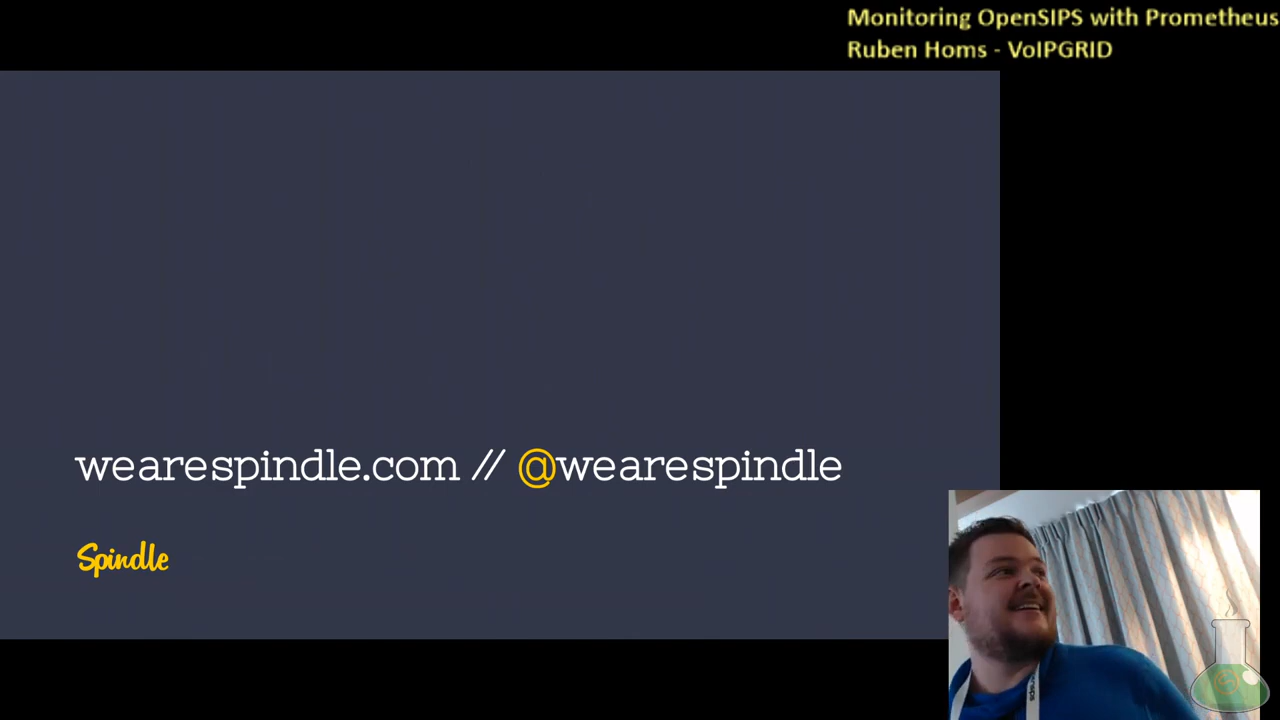 Monitoring OpenSIPS with Prometheus
Ruben Homs - VoIPGRID
wearespindle.com // @wearespindle
Spindle